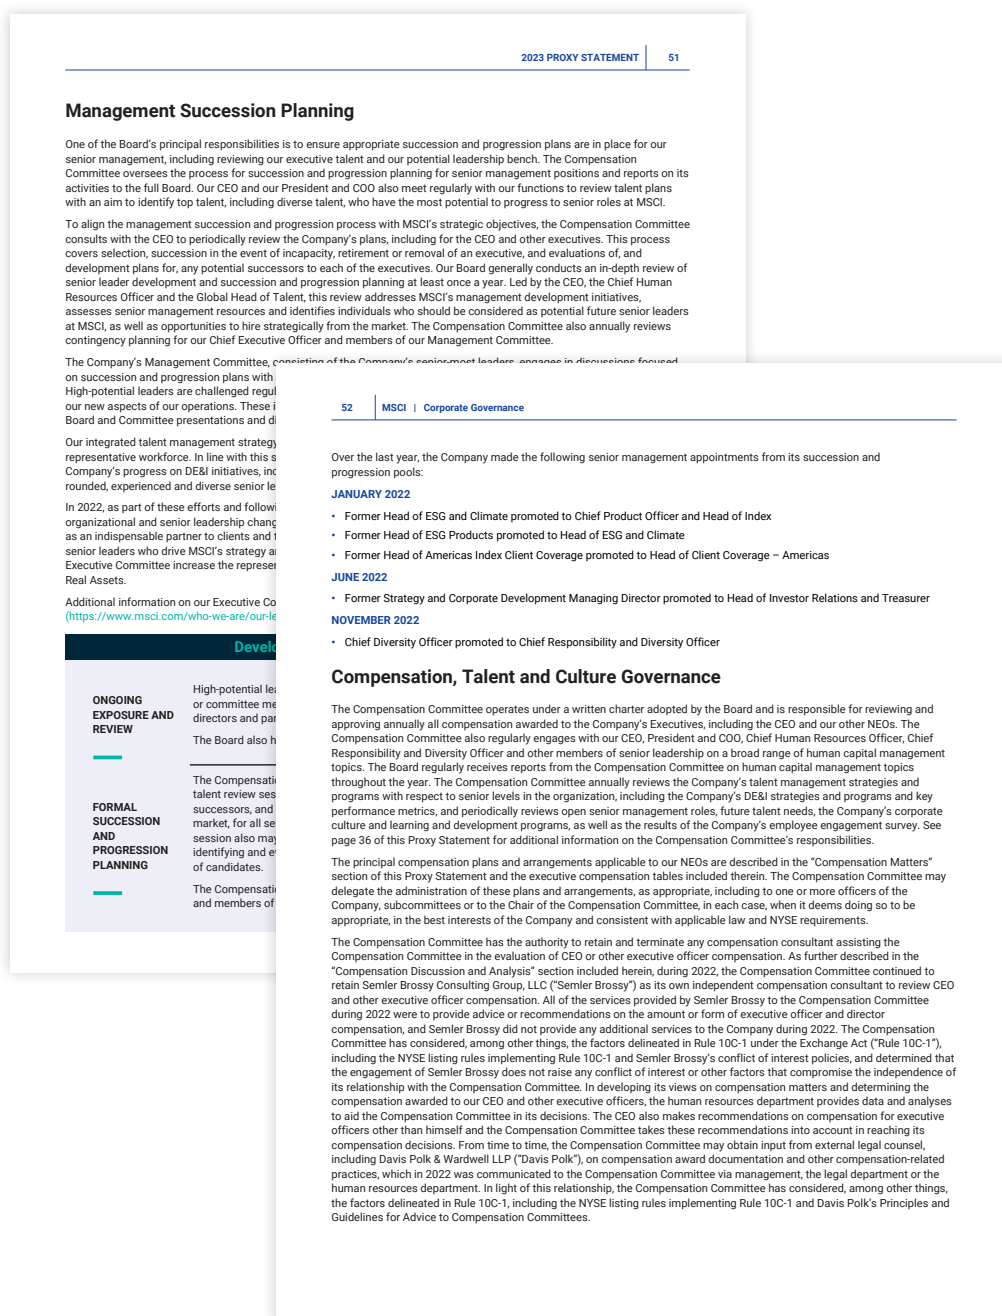 2023 PROXY STATEMENT 51
Management Succession Planning
One of the Board's principal responsibilities is to ensure appropriate succession and progression plans are in place for our
senior management, including reviewing our executive talent and our potential leadership bench. The Compensation
Committee oversees the process for succession and progression planning for senior management positions and reports on its
activities to the full Board. Our CEO and our President and COO also meet regularly with our functions to review talent plans
with an aim to identify top talent, including diverse talent, who have the most potential to progress to senior roles at MSCI.
To align the management succession and progression process with MSCI's strategic objectives, the Compensation Committee
consults with the CEO to periodically review the Company's plans, including for the CEO and other executives. This process
covers selection, succession in the event of incapacity, retirement or removal of an executive, and evaluations of, and
development plans for, any potential successors to each of the executives. Our Board generally conducts an in-depth review of
senior leader development and succession and progression planning at least once a year. Led by the CEO, the Chief Human
Resources Officer and the Global Head of Talent, this review addresses MSCI's management development initiatives,
assesses senior management resources and identifies individuals who should be considered as potential future senior leaders
at MSCI, as well as opportunities to hire strategically from the market. The Compensation Committee also annually reviews
contingency planning for our Chief Executive Officer and members of our Management Committee.
The Company's Management Committee, consisting of the Company's senior-most leaders, engages in discussions focused
on succession and progression plans with
High-potential leaders are challenged regul
our new aspects of our operations. These i
Board and Committee presentations and di
Our integrated talent management strategy
representative workforce. In line with this s
Company's progress on DE&I initiatives, inc
rounded, experienced and diverse senior le
In 2022, as part of these efforts and followi
organizational and senior leadership chang
as an indispensable partner to clients and t
senior leaders who drive MSCI's strategy a
Executive Committee increase the represen
Real Assets.
Additional information on our Executive Co
(https://www.msci.com/who-we-are/our-le
Develo
ONGOING
EXPOSURE AND
REVIEW
High-potential lea
or committee me
directors and par
The Board also h
FORMAL
SUCCESSION
AND
PROGRESSION
PLANNING
The Compensati
talent review ses
successors, and
market, for all se
session also may
identifying and e
of candidates.
The Compensati
and members of
52 MSCI | Corporate Governance
Over the last year, the Company made the following senior management appointments from its succession and
progression pools:
JANUARY 2022
• Former Head of ESG and Climate promoted to Chief Product Officer and Head of Index
• Former Head of ESG Products promoted to Head of ESG and Climate
• Former Head of Americas Index Client Coverage promoted to Head of Client Coverage – Americas
JUNE 2022
• Former Strategy and Corporate Development Managing Director promoted to Head of Investor Relations and Treasurer
NOVEMBER 2022
• Chief Diversity Officer promoted to Chief Responsibility and Diversity Officer
Compensation, Talent and Culture Governance
The Compensation Committee operates under a written charter adopted by the Board and is responsible for reviewing and
approving annually all compensation awarded to the Company's Executives, including the CEO and our other NEOs. The
Compensation Committee also regularly engages with our CEO, President and COO, Chief Human Resources Officer, Chief
Responsibility and Diversity Officer and other members of senior leadership on a broad range of human capital management
topics. The Board regularly receives reports from the Compensation Committee on human capital management topics
throughout the year. The Compensation Committee annually reviews the Company's talent management strategies and
programs with respect to senior levels in the organization, including the Company's DE&I strategies and programs and key
performance metrics, and periodically reviews open senior management roles, future talent needs, the Company's corporate
culture and learning and development programs, as well as the results of the Company's employee engagement survey. See
page 36 of this Proxy Statement for additional information on the Compensation Committee's responsibilities.
The principal compensation plans and arrangements applicable to our NEOs are described in the “Compensation Matters”
section of this Proxy Statement and the executive compensation tables included therein. The Compensation Committee may
delegate the administration of these plans and arrangements, as appropriate, including to one or more officers of the
Company, subcommittees or to the Chair of the Compensation Committee, in each case, when it deems doing so to be
appropriate, in the best interests of the Company and consistent with applicable law and NYSE requirements.
The Compensation Committee has the authority to retain and terminate any compensation consultant assisting the
Compensation Committee in the evaluation of CEO or other executive officer compensation. As further described in the
“Compensation Discussion and Analysis” section included herein, during 2022, the Compensation Committee continued to
retain Semler Brossy Consulting Group, LLC (“Semler Brossy”) as its own independent compensation consultant to review CEO
and other executive officer compensation. All of the services provided by Semler Brossy to the Compensation Committee
during 2022 were to provide advice or recommendations on the amount or form of executive officer and director
compensation, and Semler Brossy did not provide any additional services to the Company during 2022. The Compensation
Committee has considered, among other things, the factors delineated in Rule 10C-1 under the Exchange Act (“Rule 10C-1”),
including the NYSE listing rules implementing Rule 10C-1 and Semler Brossy's conflict of interest policies, and determined that
the engagement of Semler Brossy does not raise any conflict of interest or other factors that compromise the independence of
its relationship with the Compensation Committee. In developing its views on compensation matters and determining the
compensation awarded to our CEO and other executive officers, the human resources department provides data and analyses
to aid the Compensation Committee in its decisions. The CEO also makes recommendations on compensation for executive
officers other than himself and the Compensation Committee takes these recommendations into account in reaching its
compensation decisions. From time to time, the Compensation Committee may obtain input from external legal counsel,
including Davis Polk & Wardwell LLP (“Davis Polk”), on compensation award documentation and other compensation-related
practices, which in 2022 was communicated to the Compensation Committee via management, the legal department or the
human resources department. In light of this relationship, the Compensation Committee has considered, among other things,
the factors delineated in Rule 10C-1, including the NYSE listing rules implementing Rule 10C-1 and Davis Polk's Principles and
Guidelines for Advice to Compensation Committees.